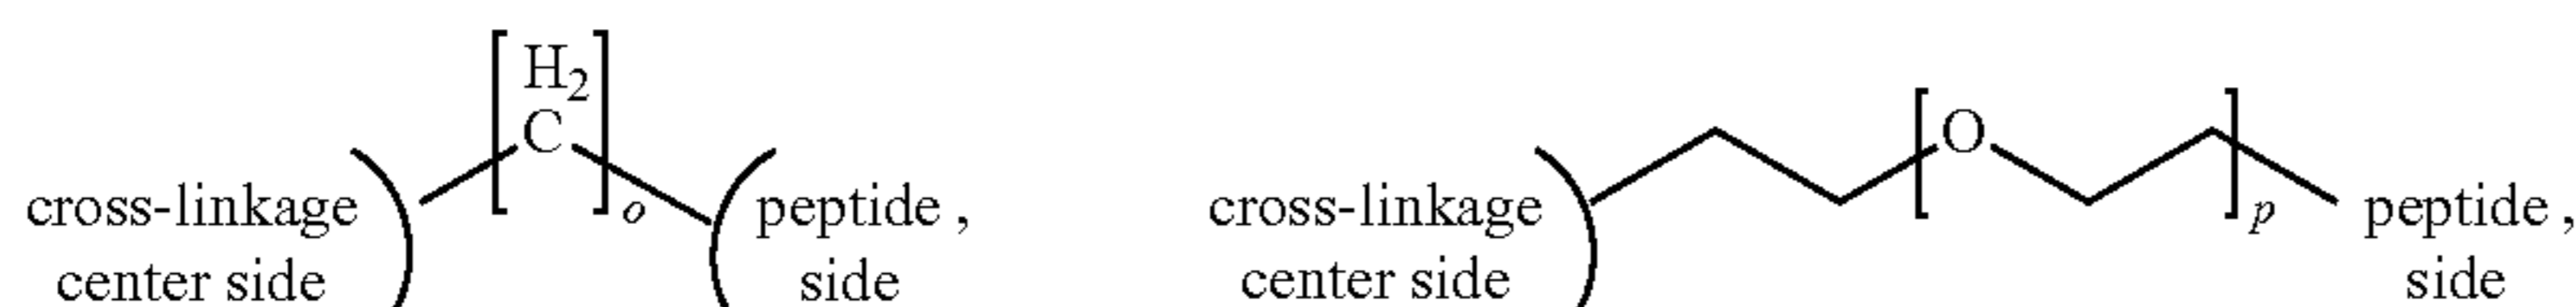 H2
C
o
cross-linkage
center side
peptide ,
side
O
p
cross-linkage
center side
peptide ,
side